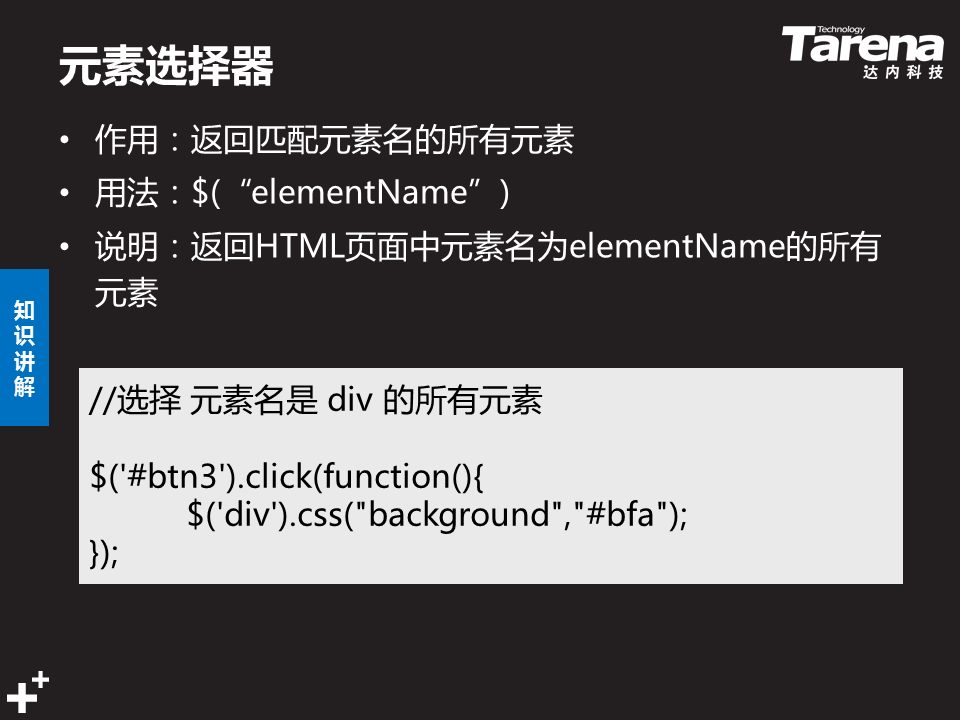 元素选择器
Technology
Tarena
达内科技
• 作用：返回匹配元素名的所有元素
• 用法：$(“elementName”)
• 说明：返回HTML页面中元素名为elementName的所有
元素
知
识
讲
解
//选择 元素名是 div 的所有元素
$('#btn3').click(function(){
$('div').css("background","#bfa");
});